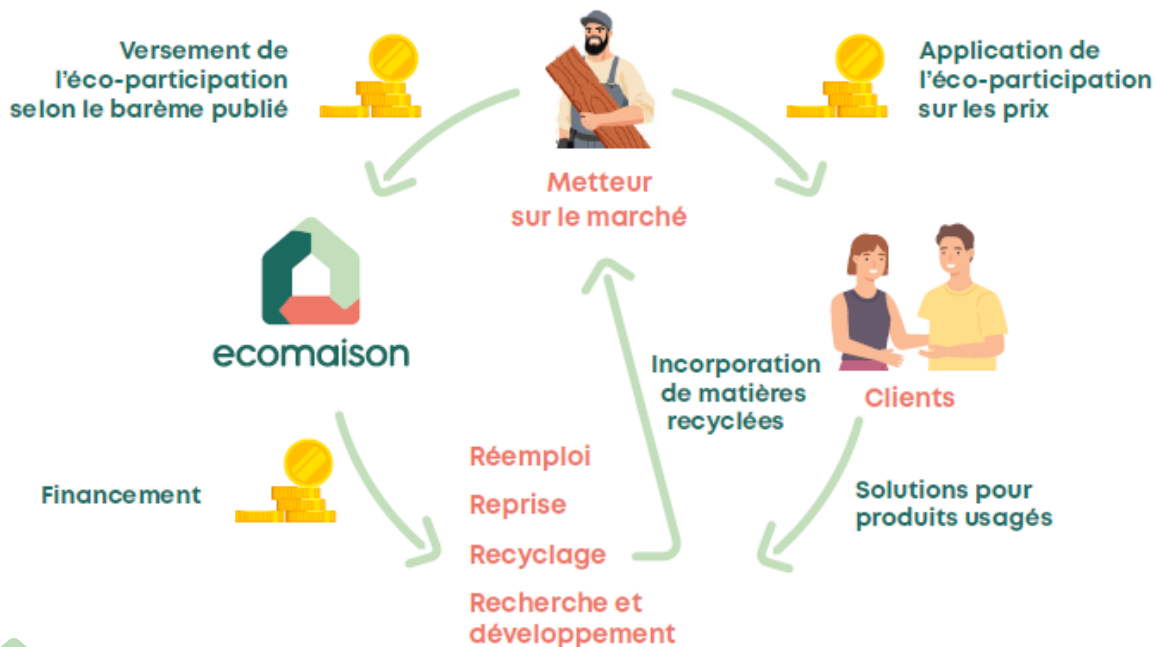 Versement de
l'éco-participation
selon le barème publié
Application de
l'éco-participation
sur les prix
Metteur
sur le marché
ecomaison
Incorporation
de matières
recyclées
Clients
Financement
Réemploi
Reprise
Recyclage
Recherche et
développement
Solutions pour
produits usagés